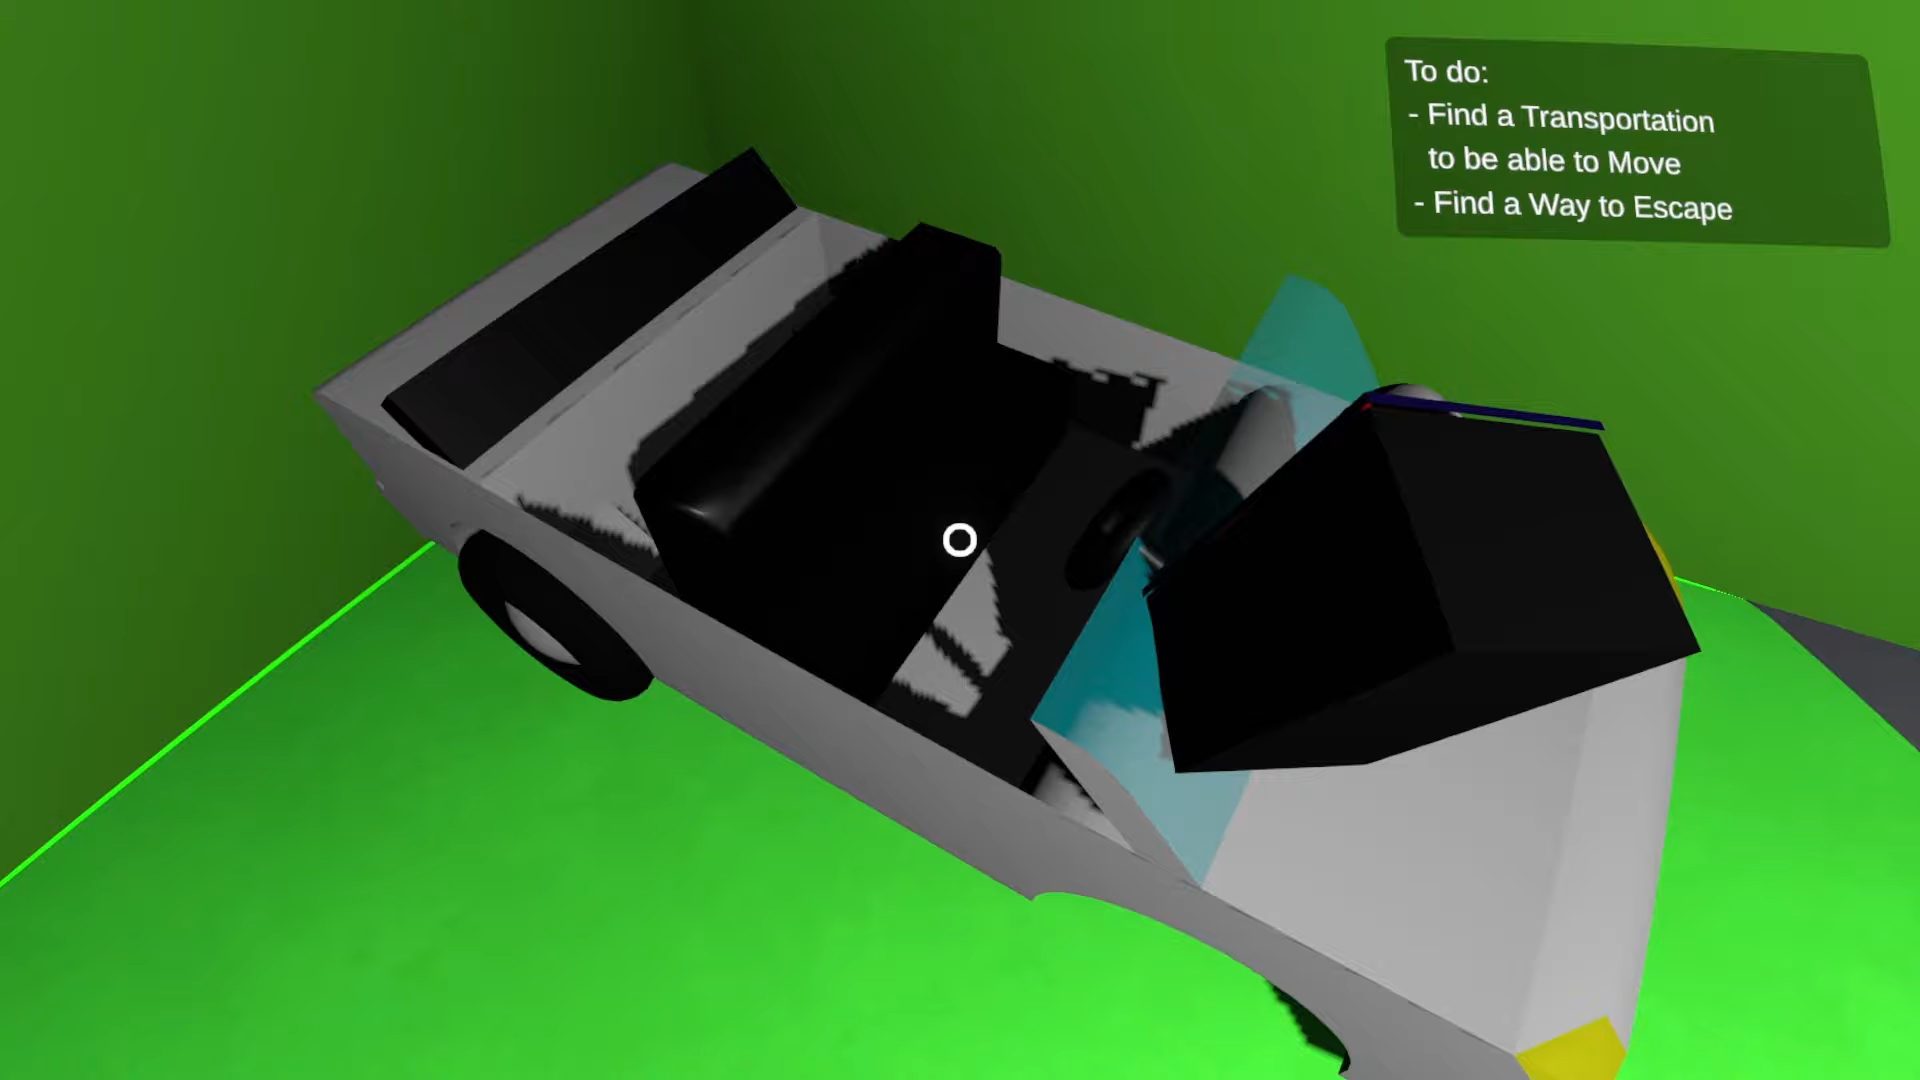 To do:
- Find a Transportation
to be able to Move
- Find a Way to Escape